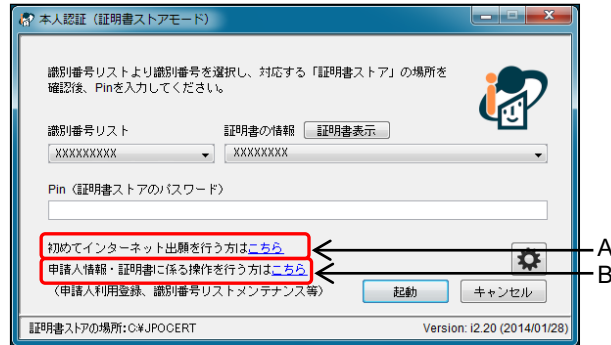 本人認証（証明書ストアモード）
識別番号リストより識別番号を選択し、対応する「証明書ストア」の場所を
確認後、Pinを入力してください。
識別番号リスト 証明書の情報 証明書表示
XXXXXXXXX XXXXXXXX
Pin（証明書ストアのパスワード）
初めてインターネット出願を行う方はこちら A
申請人情報・証明書に係る操作を行う方はこちら B
（申請人利用登録、識別番号リストメンテナンス等） 起動 キャンセル
証明書ストアの場所:C¥JPOCERT Version: i2.20 (2014/01/28)